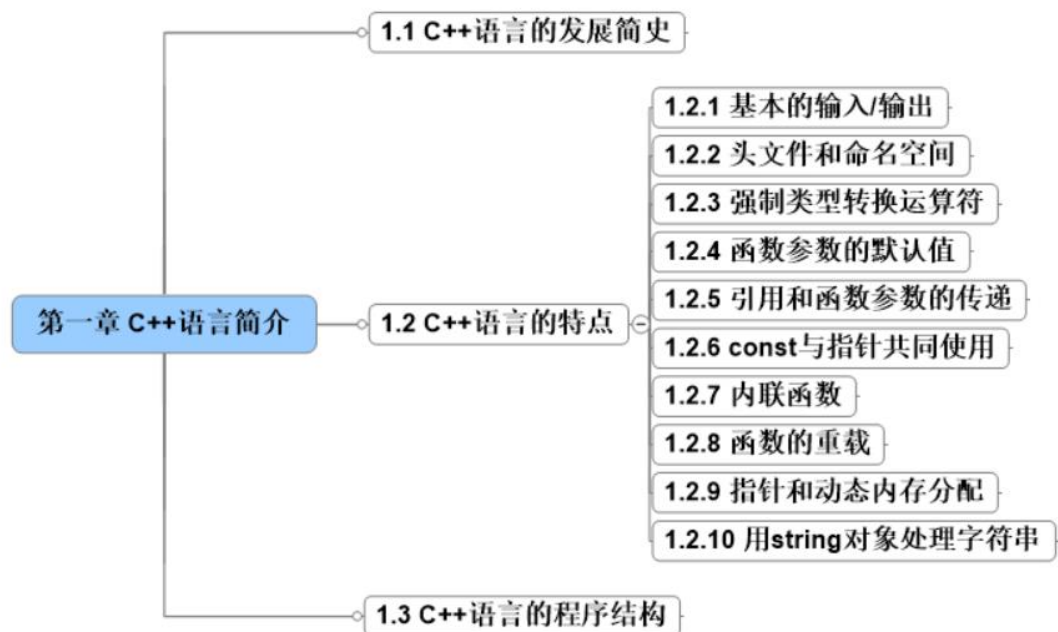 第一章 C++语言简介
1.1 C++语言的发展简史
1.2 C++语言的特点
1.2.1 基本的输入/输出
1.2.2 头文件和命名空间
1.2.3 强制类型转换运算符
1.2.4 函数参数的默认值
1.2.5 引用和函数参数的传递
1.2.6 const与指针共同使用
1.2.7 内联函数
1.2.8 函数的重载
1.2.9 指针和动态内存分配
1.2.10 用string对象处理字符串
1.3 C++语言的程序结构